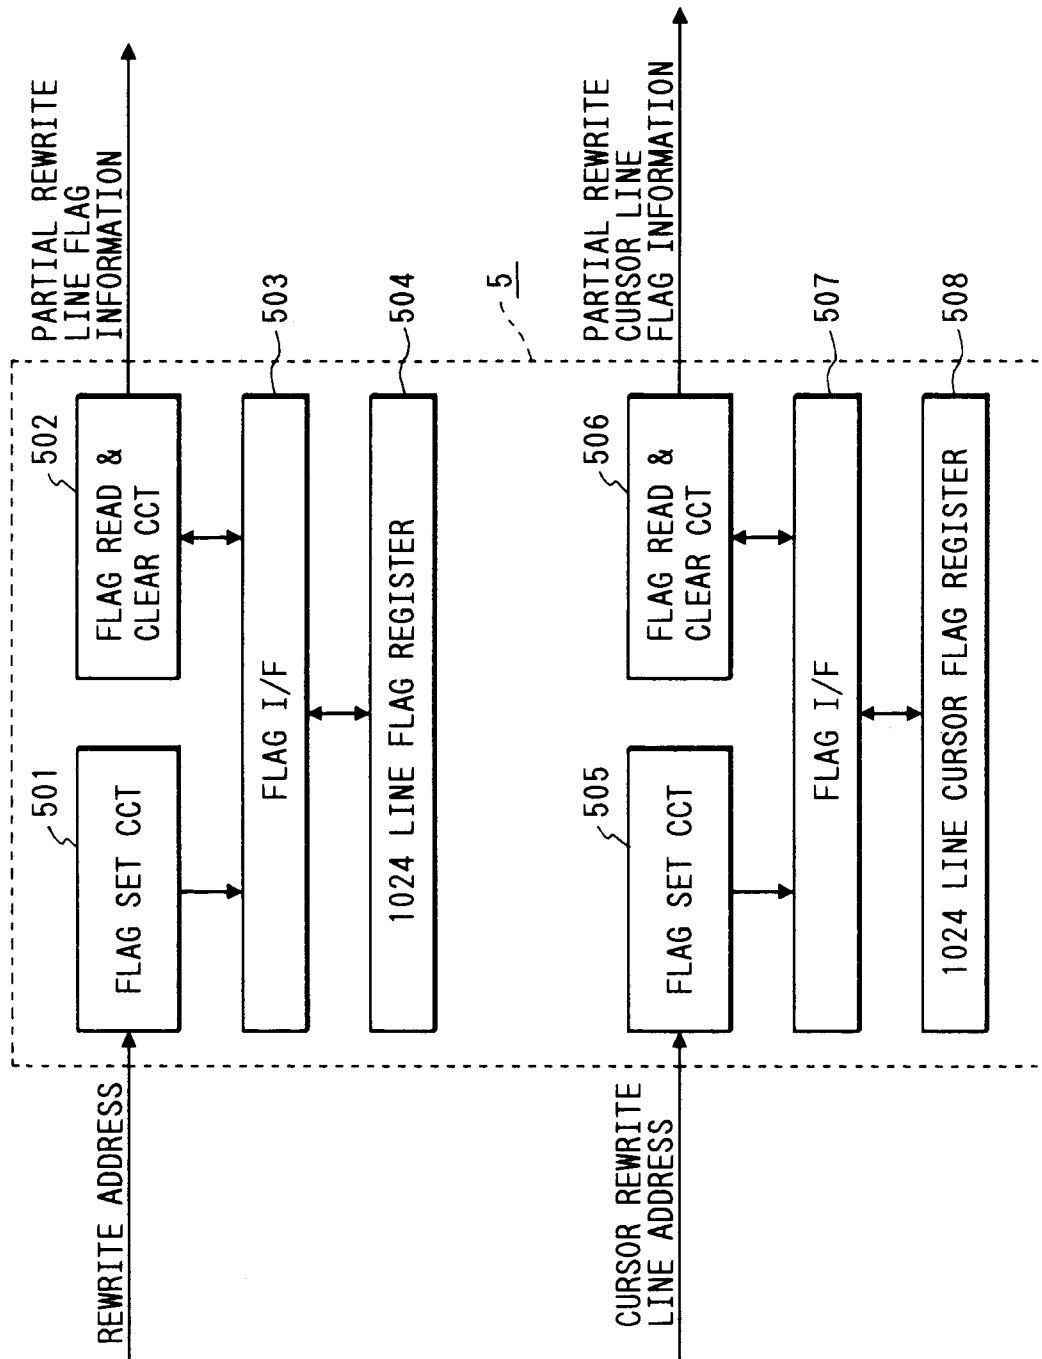 REWRITE ADDRESS
501
FLAG SET CCT
502
FLAG READ &
CLEAR CCT
PARTIAL REWRITE
LINE FLAG
INFORMATION
FLAG I/F
503
1024 LINE FLAG REGISTER
504
5
CURSOR REWRITE
LINE ADDRESS
505
FLAG SET CCT
506
FLAG READ &
CLEAR CCT
PARTIAL REWRITE
CURSOR LINE
FLAG INFORMATION
FLAG I/F
507
1024 LINE CURSOR FLAG REGISTER
508